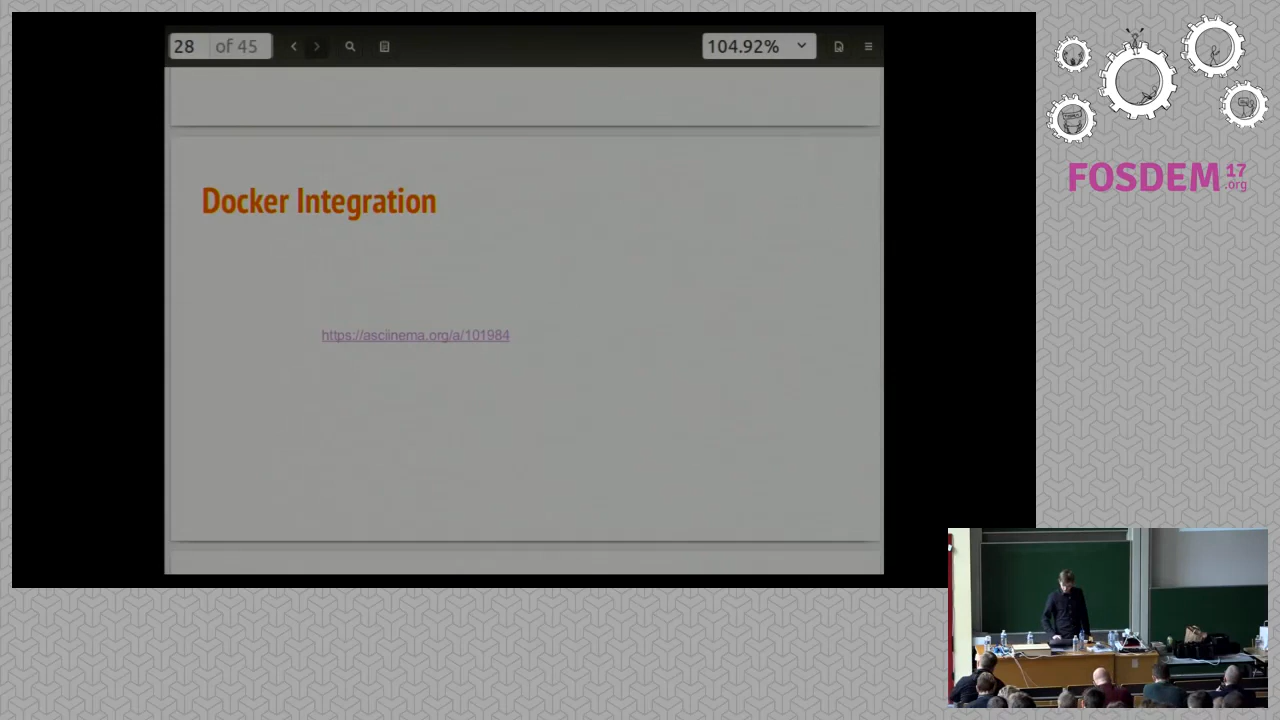 28 of 45
104.92%
Docker Integration
https://asciinema.org/a/101984
FOSDEM 17
.org